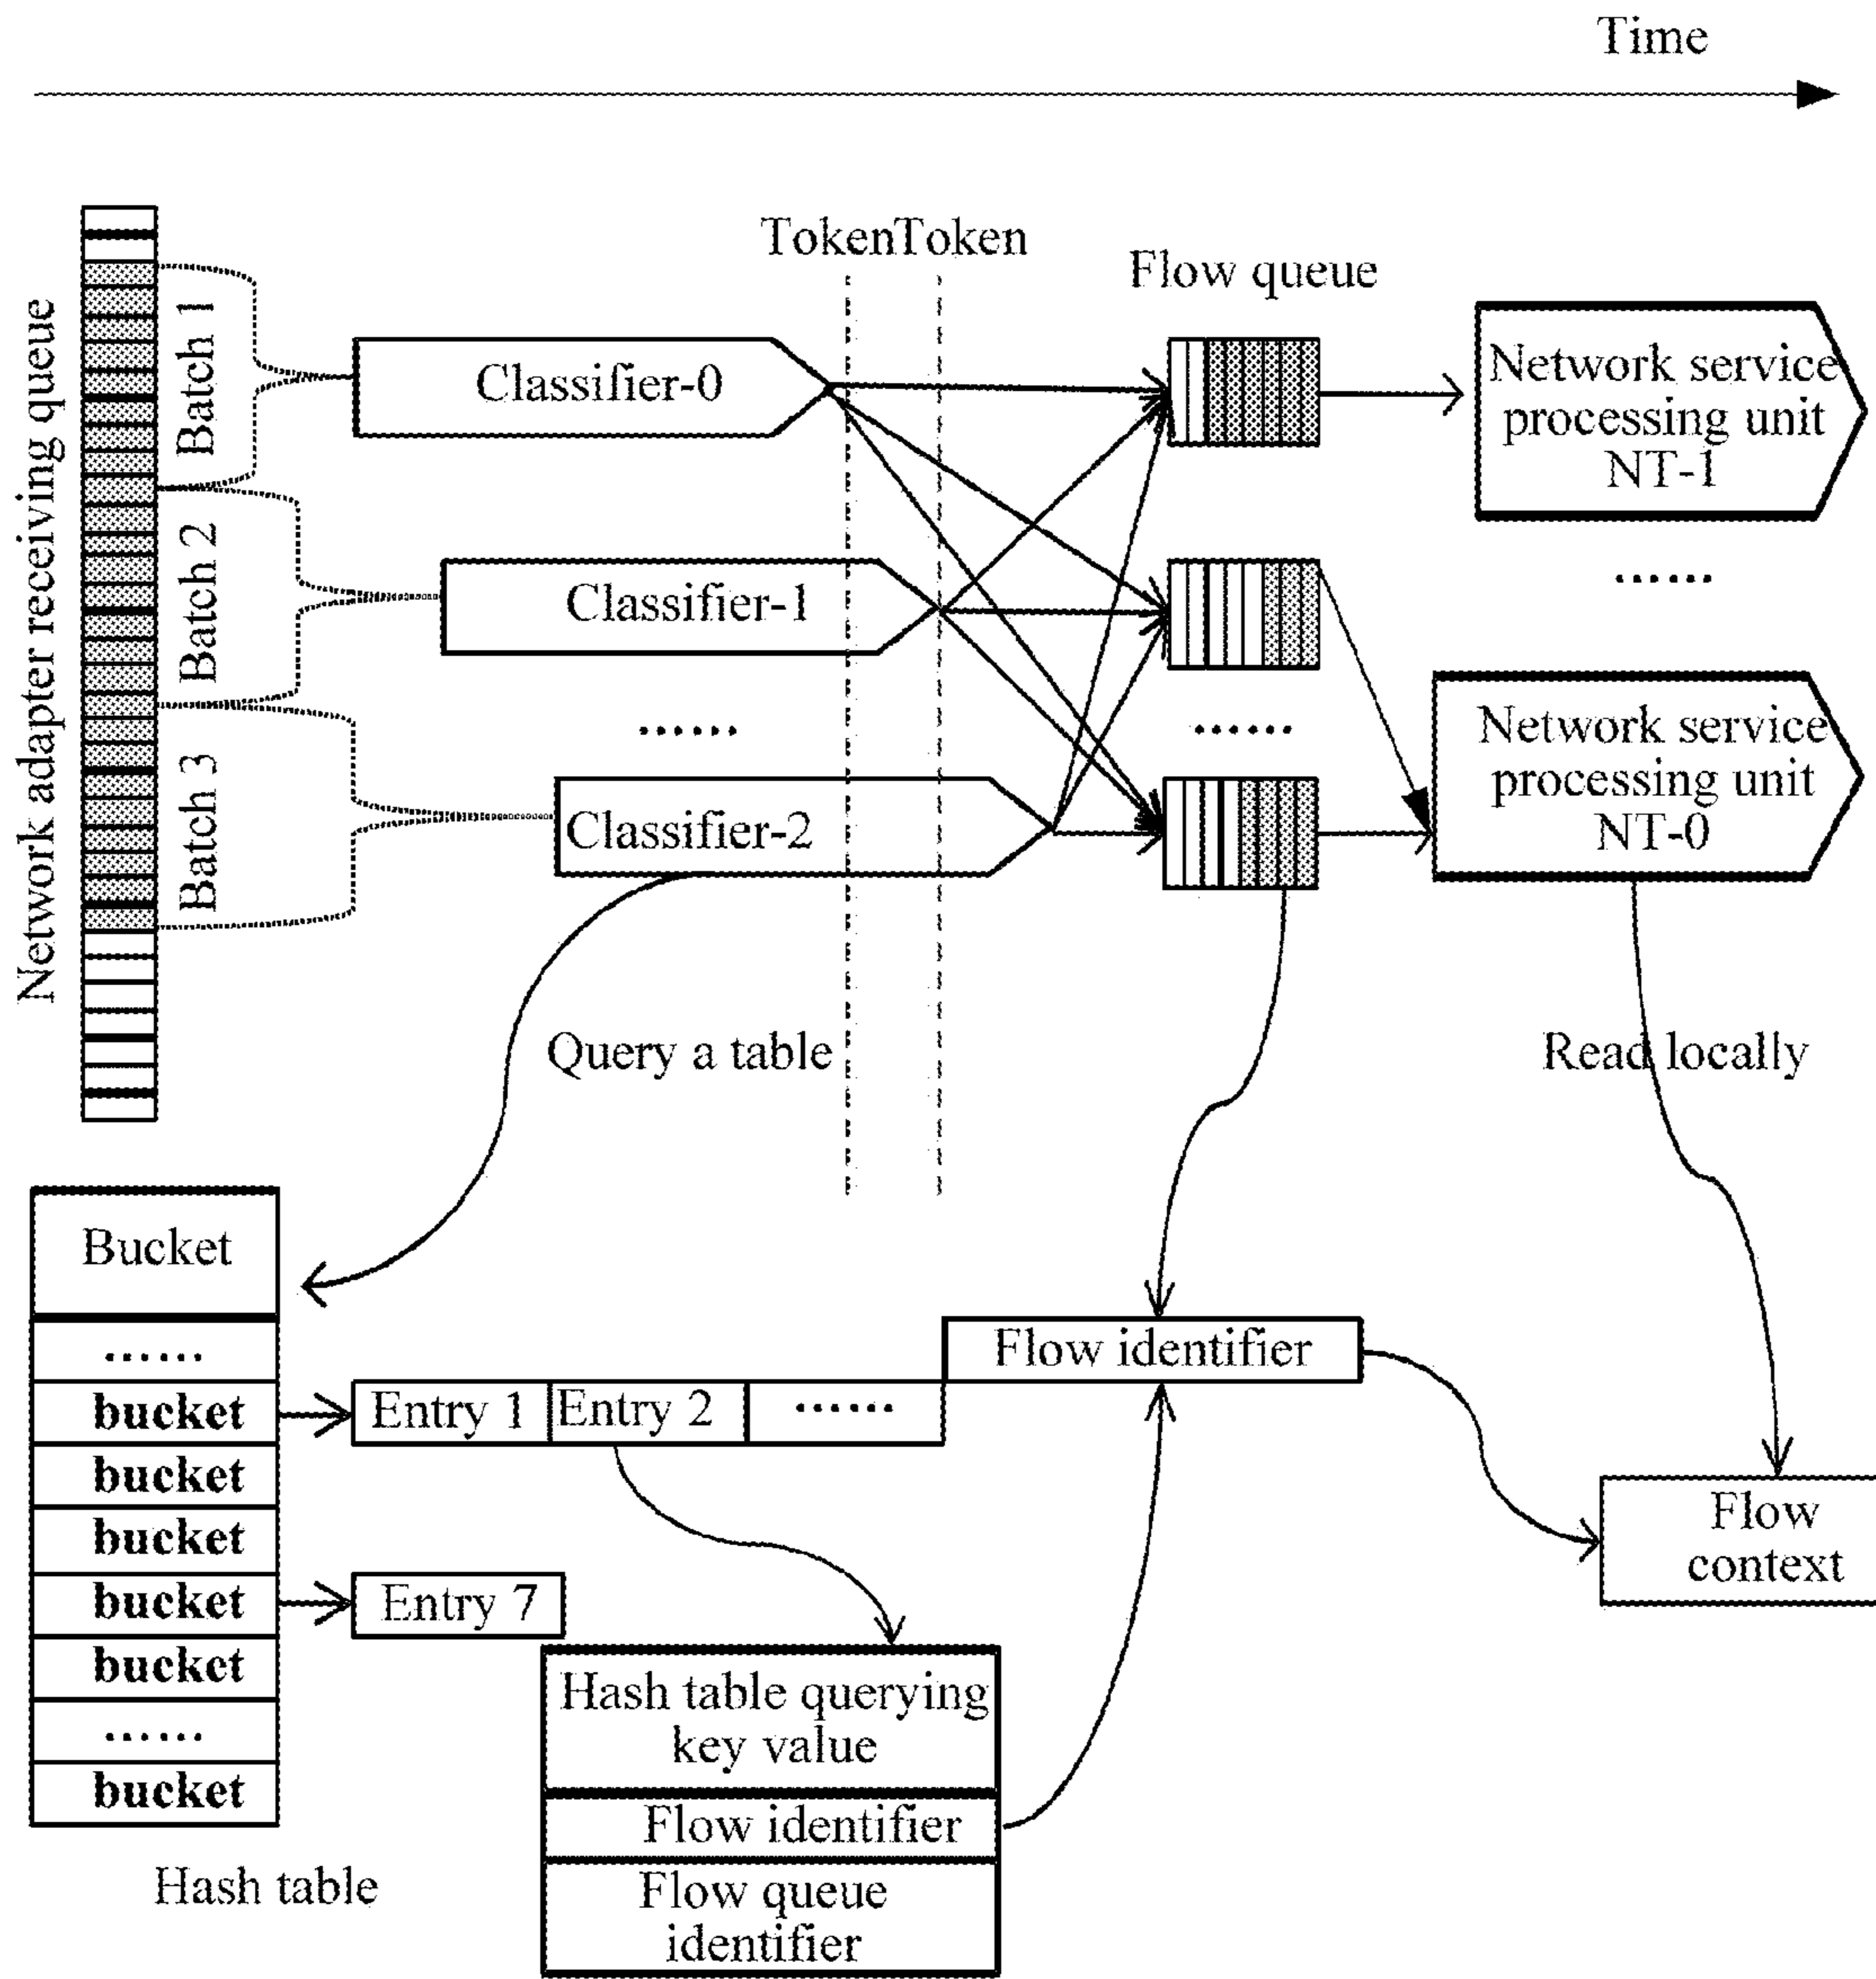 Time
TokenToken
Flow queue
Network adapter receiving queue
Batch 1
Batch 2
Batch 3
Classifier-0
Classifier-1
......
Classifier-2
......
Network service
processing unit
NT-1
......
Network service
processing unit
NT-0
Query a table
Read locally
Bucket
......
bucket
bucket
bucket
bucket
bucket
......
bucket
Entry 1
Entry 2
......
Flow identifier
Entry 7
Flow
context
Hash table querying
key value
Flow identifier
Flow queue
identifier
Hash table